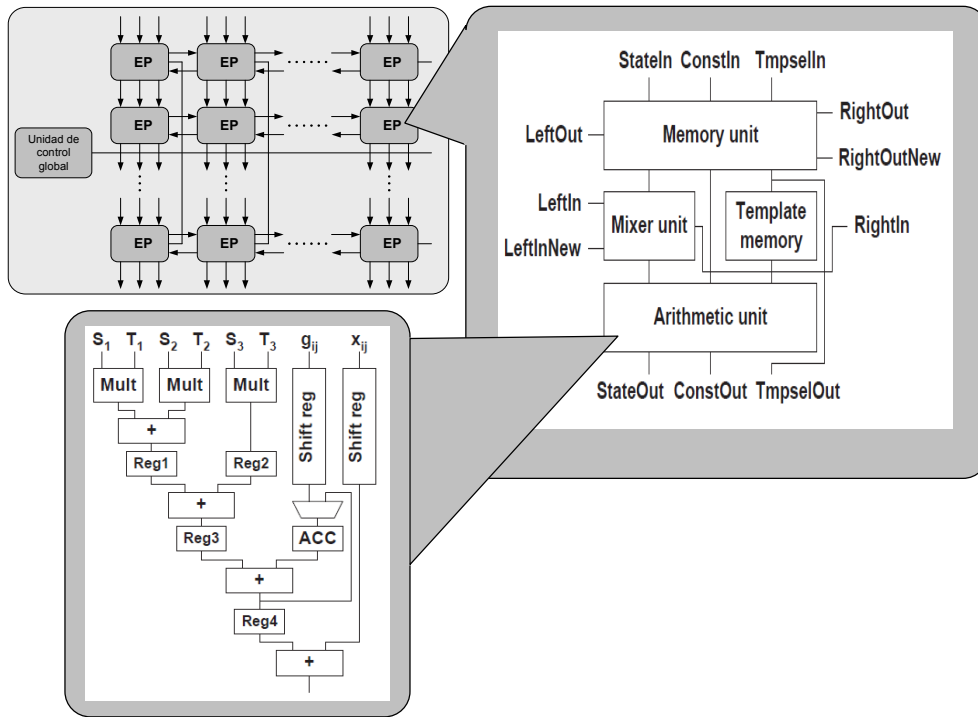 EP EP ...... EP
EP EP ...... EP
Unidad de
control
global
EP EP ...... EP
StateIn ConstIn TmpselIn
RightOut
LeftOut
Memory unit
RightOutNew
LeftIn
Mixer unit
Template
memory
RightIn
LeftInNew
Arithmetic unit
StateOut ConstOut TmpselOut
S1 T1 S2 T2 S3 T3 gij xij
Mult Mult Mult
Shift reg
Shift reg
+
Reg1 Reg2
+
Reg3 ACC
+
Reg4
+